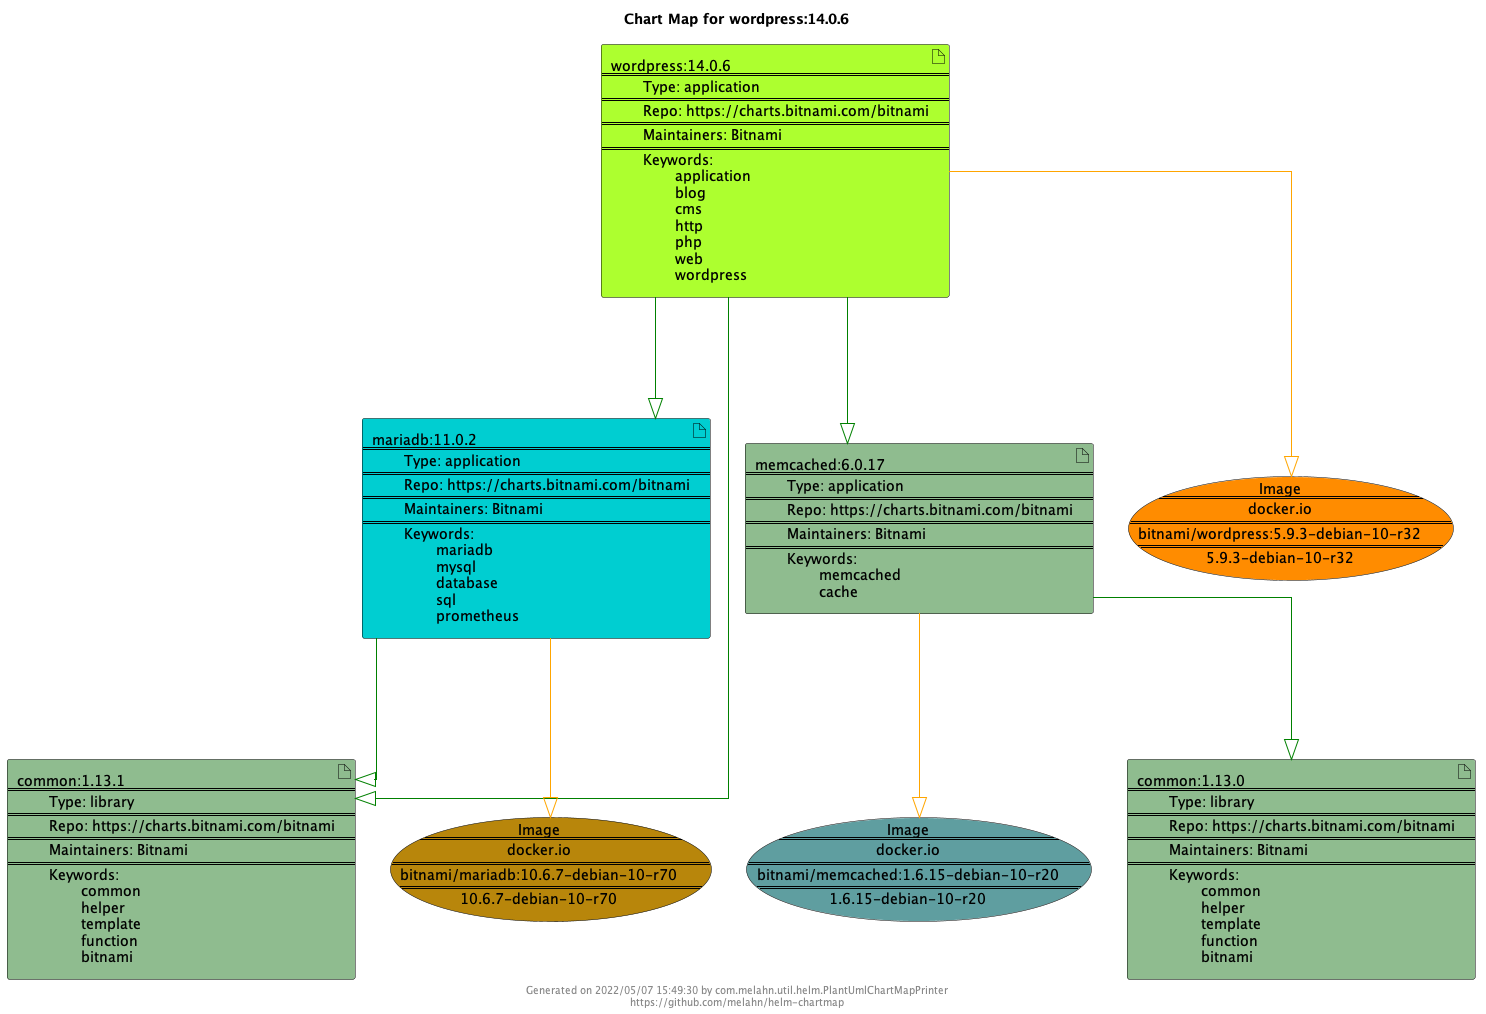 Chart Map for wordpress:14.0.6
wordpress:14.0.6
Type: application
Repo: https://charts.bitnami.com/bitnami
Maintainers: Bitnami
Keywords:
application
blog
cms
http
php
web
wordpress
mariadb:11.0.2
Type: application
Repo: https://charts.bitnami.com/bitnami
Maintainers: Bitnami
Keywords:
mariadb
mysql
database
sql
prometheus
memcached:6.0.17
Type: application
Repo: https://charts.bitnami.com/bitnami
Maintainers: Bitnami
Keywords:
memcached
cache
Image
docker.io
bitnami/wordpress:5.9.3-debian-10-r32
5.9.3-debian-10-r32
common:1.13.1
Type: library
Repo: https://charts.bitnami.com/bitnami
Maintainers: Bitnami
Keywords:
common
helper
template
function
bitnami
Image
docker.io
bitnami/mariadb:10.6.7-debian-10-r70
10.6.7-debian-10-r70
Image
docker.io
bitnami/memcached:1.6.15-debian-10-r20
1.6.15-debian-10-r20
common:1.13.0
Type: library
Repo: https://charts.bitnami.com/bitnami
Maintainers: Bitnami
Keywords:
common
helper
template
function
bitnami
Generated on 2022/05/07 15:49:30 by com.melahn.util.helm.PlantUmlChartMapPrinter
https://github.com/melahn/helm-chartmap